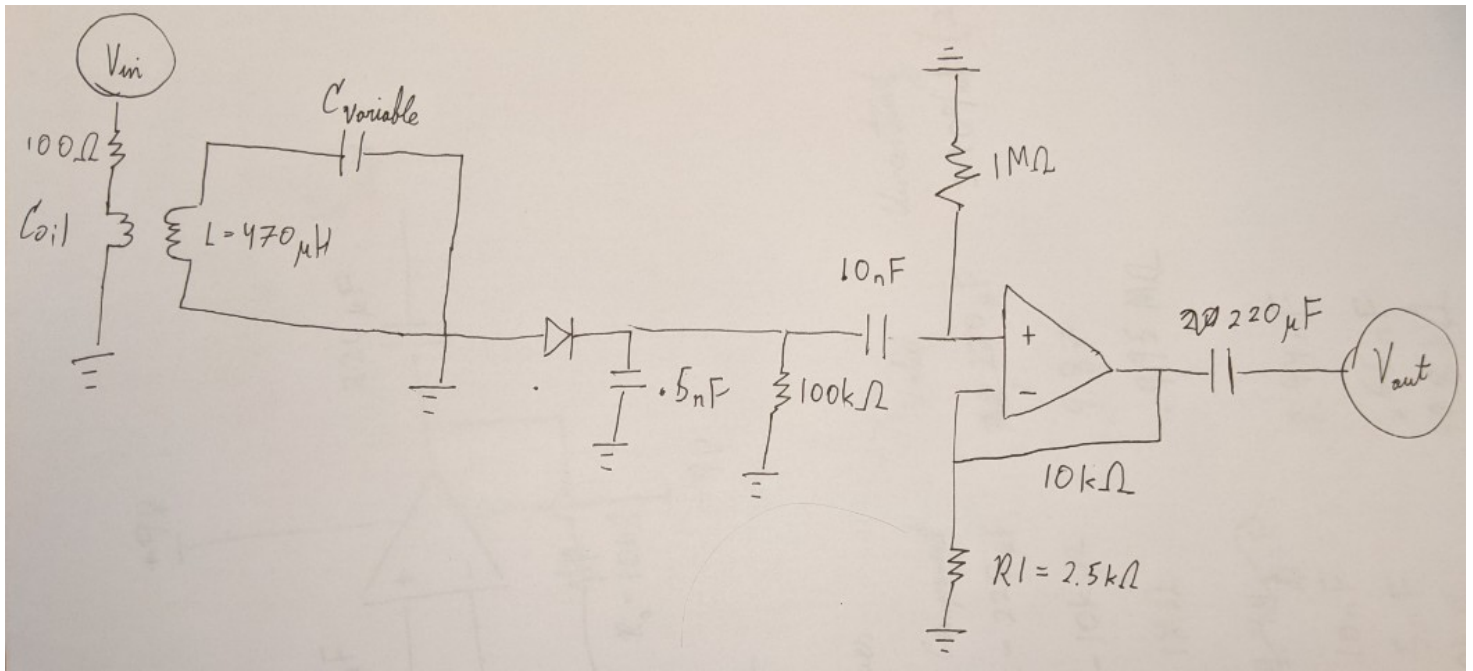 Vin
100Ω
Coil
Cvariable
L=470μH
.5nF
100kΩ
10nF
1MΩ
+
-
10kΩ
R1=2.5kΩ
220μF
Vout